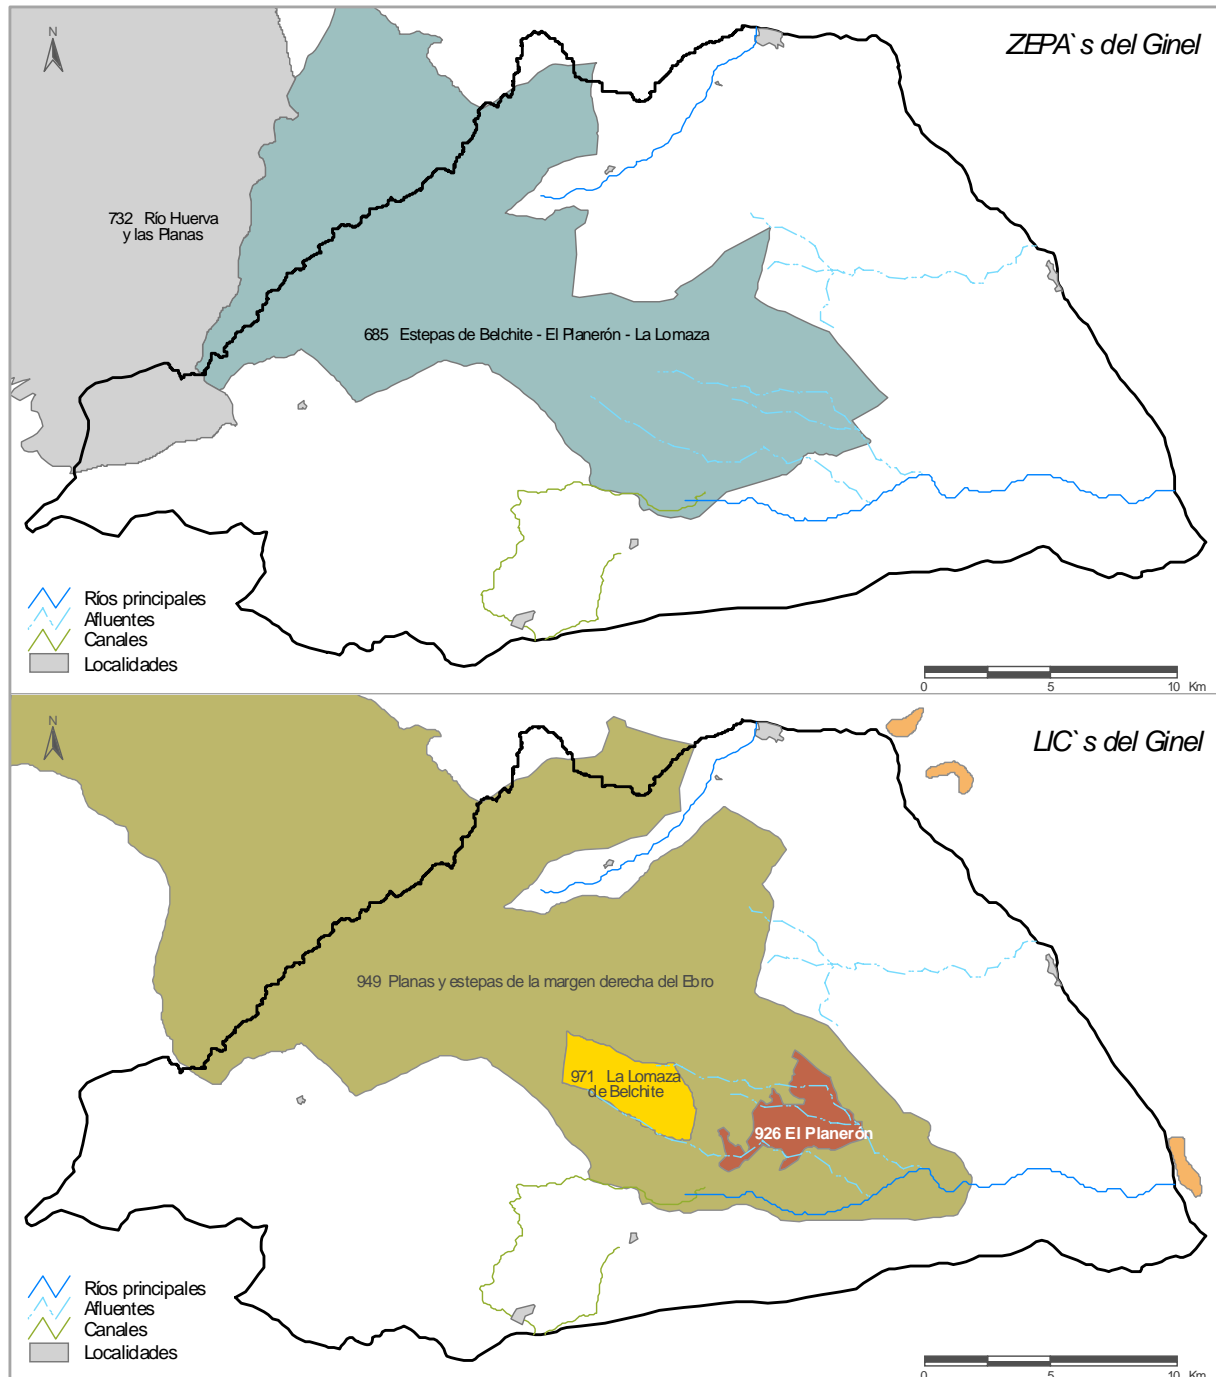 N
ZEPA`s del Ginel
732 Río Huerva
y las Planas
685 Estepas de Belchite - El Planerón - La Lomaza
Ríos principales
Afluentes
Canales
Localidades
0 5 10 Km
N
LIC`s del Ginel
949 Planas y estepas de la margen derecha del Ebro
971 La Lomaza
de Belchite
926 El Planerón
Ríos principales
Afluentes
Canales
Localidades
0 5 10 Km